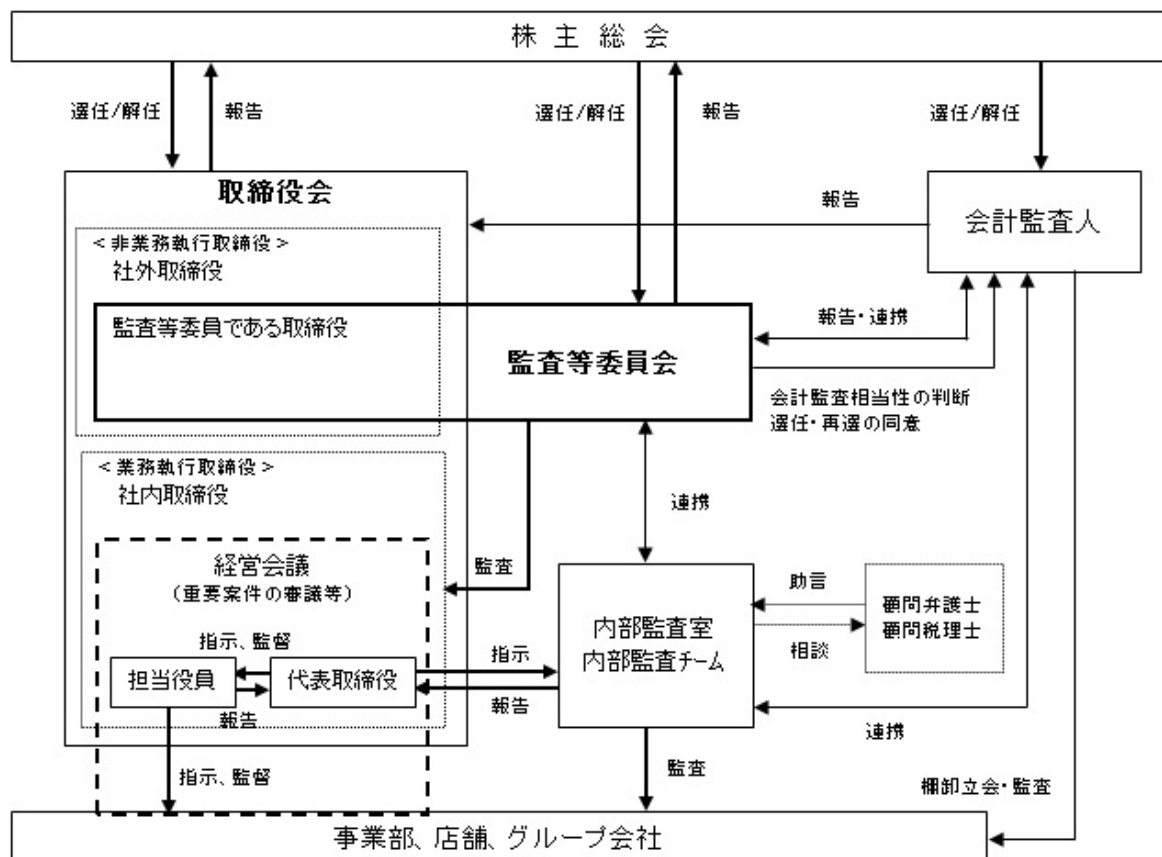 株 主 総 会
選任/解任
報告
選任/解任
報告
選任/解任
取締役会
報告
会計監査人
＜非業務執行取締役＞
社外取締役
監査等委員である取締役
監査等委員会
報告・連携
会計監査相当性の判断
選任・再選の同意
＜業務執行取締役＞
社内取締役
連携
経営会議
（重要案件の審議等）
監査
内部監査室
内部監査チーム
助言
相談
顧問弁護士
顧問税理士
指示、監督
担当役員
代表取締役
報告
指示
報告
連携
指示、監督
監査
棚卸立会・監査
事業部、店舗、グループ会社